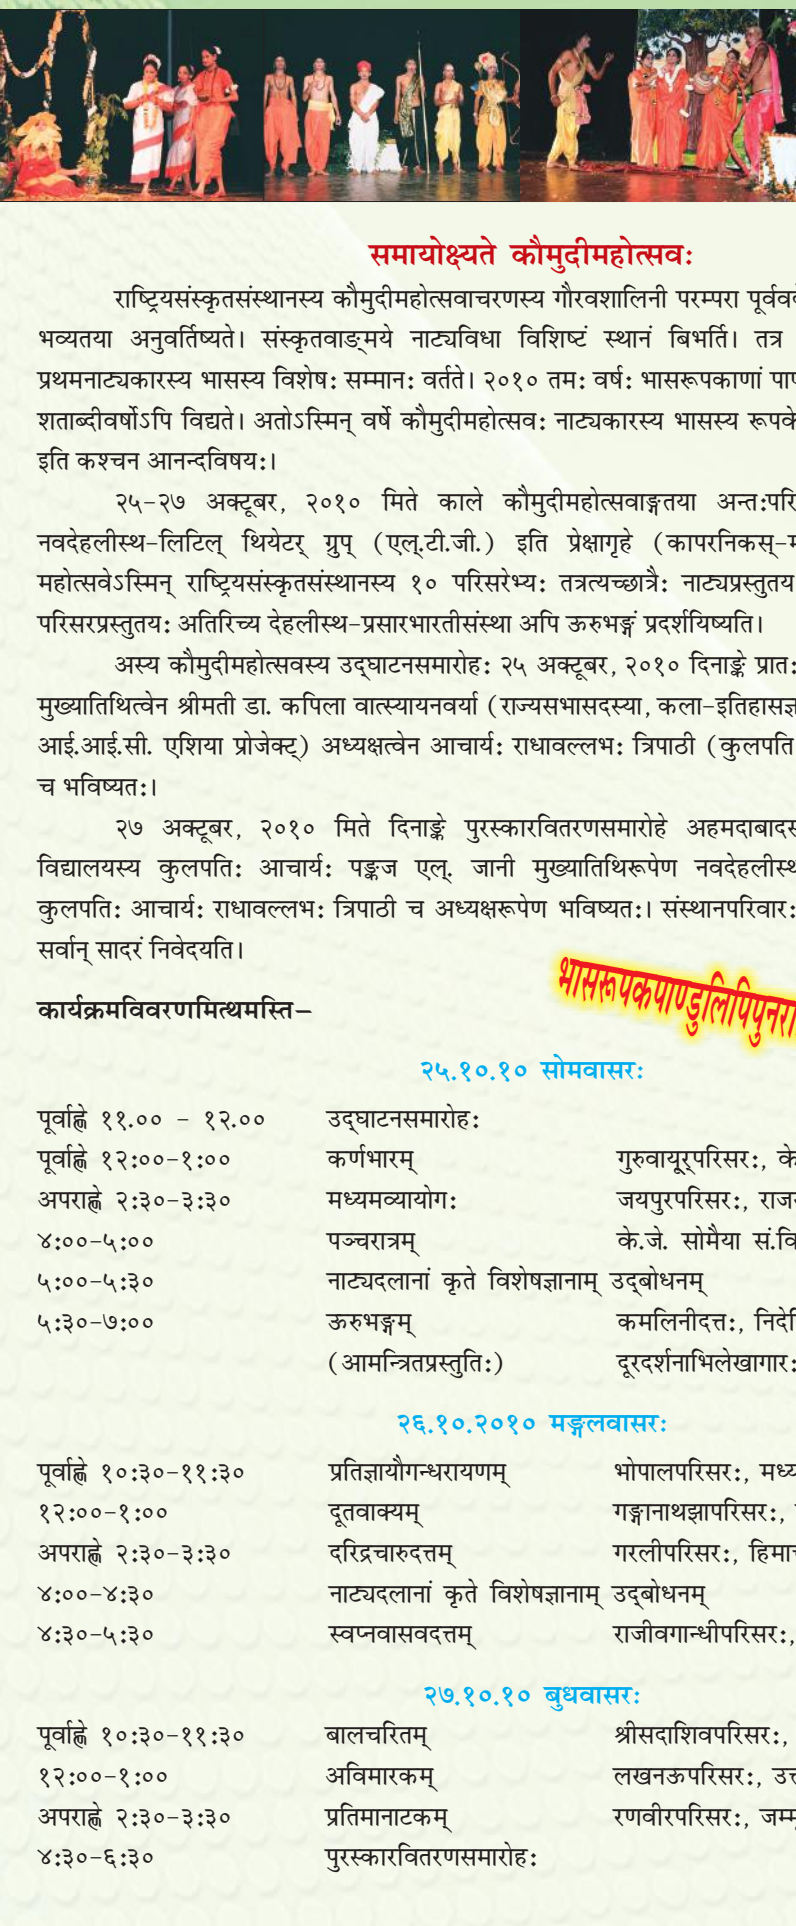 समायोक्ष्यते कौमुदीमहोत्सवः
राष्ट्रियसंस्कृतसंस्थानस्य कौमुदीमहोत्सवाचरणस्य गौरवशालिनी परम्परा
भव्यतया अनुवर्तिष्यते। संस्कृतवाङ्मये नाट्यविधा विशिष्टं स्थानं बिभर्ति। तत्र
प्रथमनाट्यकारस्य भासस्य विशेषः सम्मानः वर्तते। २०१० तमः वर्षः भासरूपकाणां
शताब्दीवर्षोऽपि विद्यते। अतोऽस्मिन् वर्षे कौमुदीमहोत्सवः नाट्यकारस्य भासस्य
इति कश्चन आनन्दविषयः।
२५-२७ अक्टूबर, २०१० मिते काले कौमुदीमहोत्सवाङ्गतया
नवदेहलीस्थ-लिटिल् थियेटर् ग्रुप् (एल्.टी.जी.) इति प्रेक्षागृहे (कापरनिकस्-
महोत्सवेऽस्मिन् राष्ट्रियसंस्कृतसंस्थानस्य १० परिसरेभ्यः तत्रत्यच्छात्रैः
परिसरप्रस्तुतयः अतिरिच्य देहलीस्थ-प्रसारभारतीसंस्था अपि ऊरुभङ्गं प्रदर्शयिष्यति।
अस्य कौमुदीमहोत्सवस्य उद्घाटनसमारोहः २५ अक्टूबर, २०१० दिनाङ्के प्रातः
मुख्यातिथित्वेन श्रीमती डा. कपिला वात्स्यायनवर्या (राज्यसभासदस्या,
आई.आई.सी. एशिया प्रोजेक्ट्) अध्यक्षत्वेन आचार्यः राधावल्लभः त्रिपाठी (कुलपति
च भविष्यतः।
२७ अक्टूबर, २०१० मिते दिनाङ्के पुरस्कारवितरणसमारोहे
विद्यालयस्य कुलपतिः आचार्यः पङ्कज एल्. जानी मुख्यातिथिरूपेण
कुलपतिः आचार्यः राधावल्लभः त्रिपाठी च अध्यक्षरूपेण भविष्यतः। संस्थानपरिवारः
सर्वान् सादरं निवेदयति।
भासरूपकपाण्डुलिपिपुनरा
कार्यक्रमविवरणमित्थमस्ति–
२५.१०.१० सोमवासरः
पूर्वाह्णे ११.०० - १२.०० उद्घाटनसमारोहः
पूर्वाह्णे १२:००-१:०० कर्णभारम् गुरुवायूर्परिसरः, के
अपराह्णे २:३०-३:३० मध्यमव्यायोगः जयपुरपरिसरः,
४:००-५:०० पञ्चरात्रम् के.जे. सोमैया सं.वि
५:००-५:३० नाट्यदलानां कृते विशेषज्ञानाम् उद्बोधनम्
५:३०-७:०० ऊरुभङ्गम् कमलिनीदत्तः,
(आमन्त्रितप्रस्तुतिः) दूरदर्शनाभिलेखागारः
२६.१०.२०१० मङ्गलवासरः
पूर्वाह्णे १०:३०-११:३० प्रतिज्ञायौगन्धरायणम् भोपालपरिसरः, मध्य
१२:००-१:०० दूतवाक्यम् गङ्गानाथझापरिसरः,
अपराह्णे २:३०-३:३० दरिद्रचारुदत्तम् गरलीपरिसरः,
४:००-४:३० नाट्यदलानां कृते विशेषज्ञानाम् उद्बोधनम्
४:३०-५:३० स्वप्नवासवदत्तम् राजीवगान्धीपरिसरः,
२७.१०.१० बुधवासरः
पूर्वाह्णे १०:३०-११:३० बालचरितम् श्रीसदाशिवपरिसरः,
१२:००-१:०० अविमारकम् लखनऊपरिसरः,
अपराह्णे २:३०-३:३० प्रतिमानाटकम् रणवीरपरिसरः,
४:३०-६:३० पुरस्कारवितरणसमारोहः